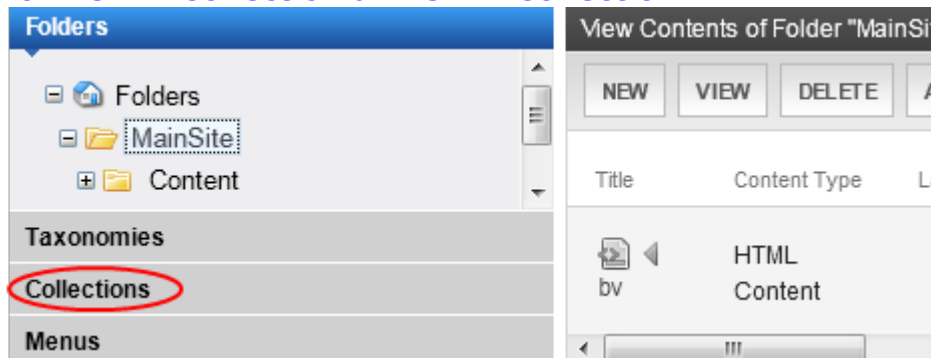 Folders
Folders
MainSite
Content
Taxonomies
Collections
Menus
View Contents of Folder "MainSit
NEW VIEW DELETE A
Title Content Type L
HTML
bv Content